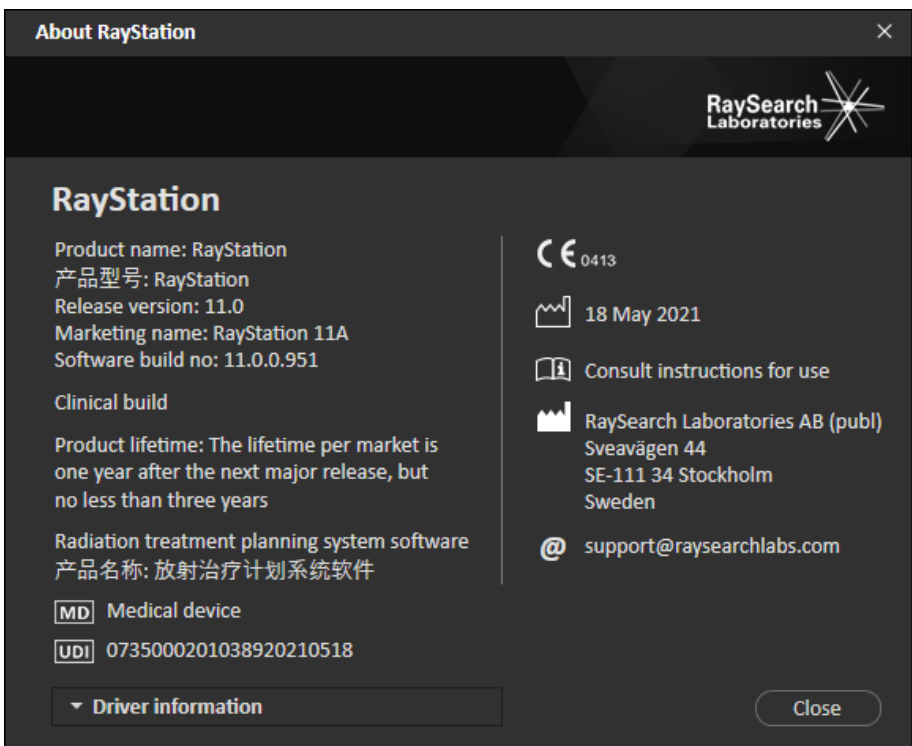 About RayStation
RaySearch
Laboratories
RayStation
Product name: RayStation
产品型号: RayStation
Release version: 11.0
Marketing name: RayStation 11A
Software build no: 11.0.0.951
Clinical build
Product lifetime: The lifetime per market is
one year after the next major release, but
no less than three years
Radiation treatment planning system software
产品名称: 放射治疗计划系统软件
MD Medical device
UDI 0735000201038920210518
CE 0413
18 May 2021
Consult instructions for use
RaySearch Laboratories AB (publ)
Sveavägen 44
SE-111 34 Stockholm
Sweden
@ support@raysearchlabs.com
Driver information
Close